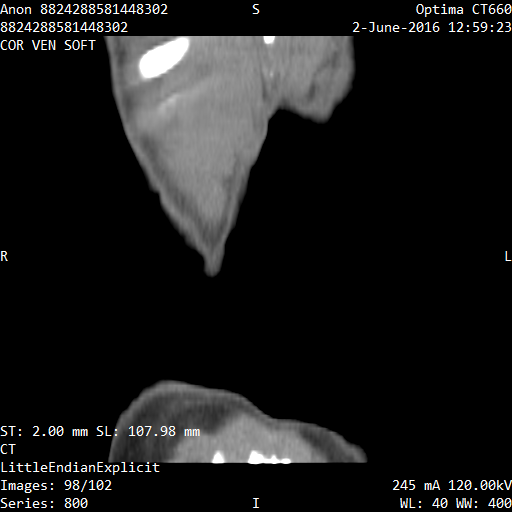 Anon 8824288581448302 S Optima CT660
8824288581448302 2-June-2016 12:59:23
COR VEN SOFT
R L
ST: 2.00 mm SL: 107.98 mm
CT
LittleEndianExplicit
Images: 98/102 245 mA 120.00kV
Series: 800 I WL: 40 WW: 400